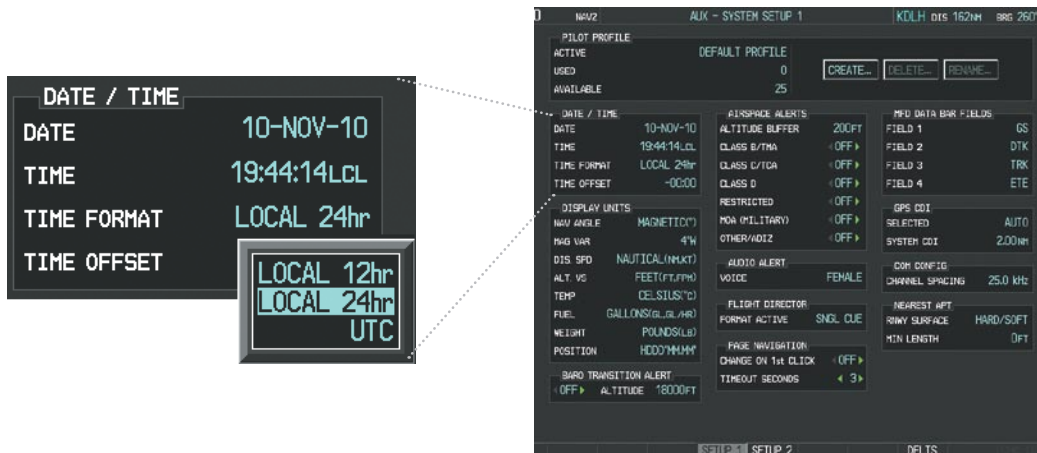 DATE / TIME
DATE 10-NOV-10
TIME 19:44:14LCL
TIME FORMAT LOCAL 24hr
TIME OFFSET
LOCAL 12hr
LOCAL 24hr
UTC
NAV2 AUX - SYSTEM SETUP 1 KDLH DIS 162NM BRG 260°
PILOT PROFILE
ACTIVE DEFAULT PROFILE
USED 0
AVAILABLE 25
CREATE... DELETE... RENAME...
DATE / TIME
DATE 10-NOV-10
TIME 19:44:14LCL
TIME FORMAT LOCAL 24hr
TIME OFFSET -00:00
DISPLAY UNITS
NAV ANGLE MAGNETIC(°)
MAG VAR 4°W
DIS, SPD NAUTICAL(NM,KT)
ALT, VS FEET(FT,FPM)
TEMP CELSIUS(°C)
FUEL GALLONS(GL,GL/HR)
WEIGHT POUNDS(LB)
POSITION HDDD°MM.MM'
BARO TRANSITION ALERT
OFF ALTITUDE 18000FT
AIRSPACE ALERTS
ALTITUDE BUFFER 200FT
CLASS B/TMA OFF
CLASS C/TCA OFF
CLASS D OFF
RESTRICTED OFF
MOA (MILITARY) OFF
OTHER/ADIZ OFF
AUDIO ALERT
VOICE FEMALE
FLIGHT DIRECTOR
FORMAT ACTIVE SNGL CUE
PAGE NAVIGATION
CHANGE ON 1st CLICK OFF
TIMEOUT SECONDS 3
MFD DATA BAR FIELDS
FIELD 1 GS
FIELD 2 DTK
FIELD 3 TRK
FIELD 4 ETE
GPS CDI
SELECTED AUTO
SYSTEM CDI 2.00NM
COM CONFIG
CHANNEL SPACING 25.0 kHz
NEAREST APT
RNWY SURFACE HARD/SOFT
MIN LENGTH 0FT
SETUP 1 SETUP 2 DFLTS